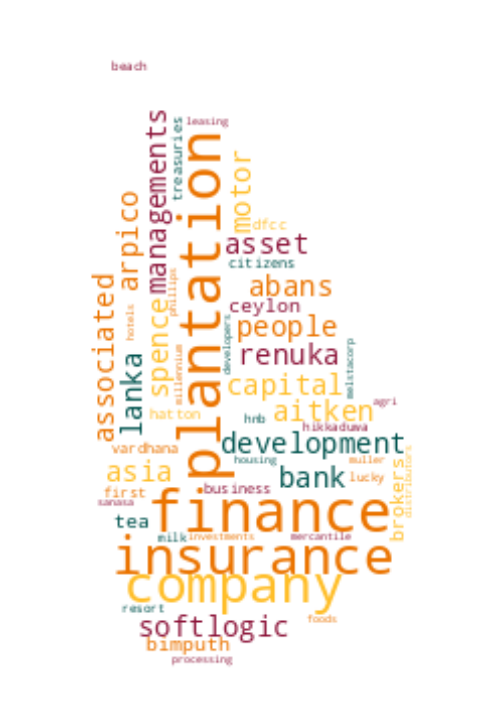 beach
leasing
managements
treasuries
plantation
motor
arpico
dfcc
asset
citizens
associated
phillips
abans
hotels
spence
ceylon
people
developers
lanka
renuka
millennium
melstacorp
capital
agri
hatton
aitken
hnb
hikkaduwa
development
vardhana
housing
muller
asia
bank
lucky
brokers
distributors
first
business
sanasa
finance
tea
milk
investments
mercantile
insurance
company
resort
foods
softlogic
bimputh
processing